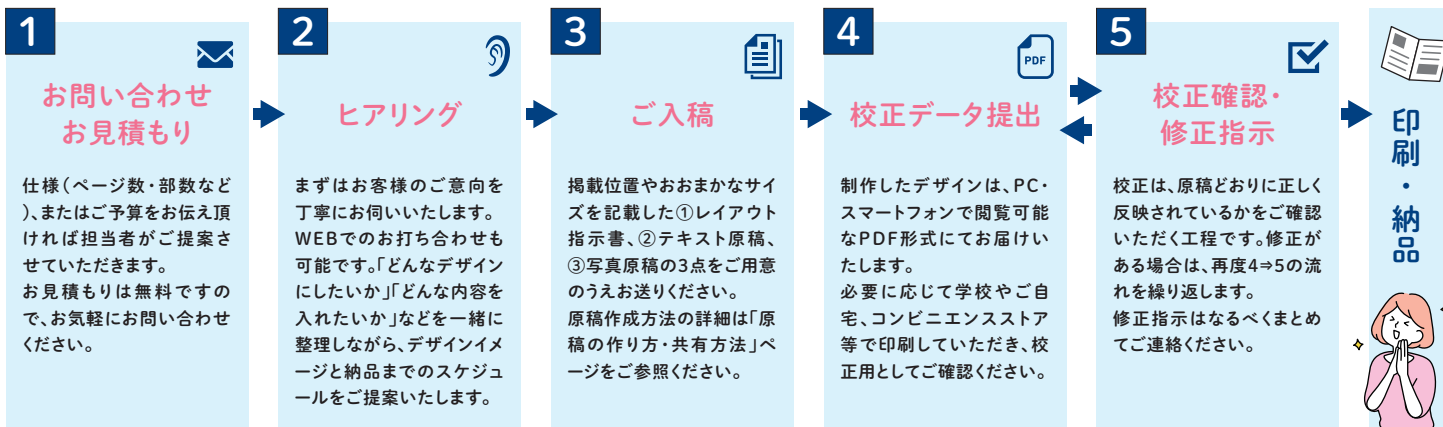 1
お問い合わせ
お見積もり
仕様（ページ数・部数など
）、またはご予算をお伝え頂
ければ担当者がご提案さ
せていただきます。
お見積もりは無料ですの
で、お気軽にお問い合わせ
ください。
2
ヒアリング
まずはお客様のご意向を
丁寧にお伺いいたします。
WEBでのお打ち合わせも
可能です。「どんなデザイン
にしたいか」「どんな内容を
入れたいか」などを一緒に
整理しながら、デザインイメ
ージと納品までのスケジュ
ールをご提案いたします。
3
ご入稿
掲載位置やおおまかなサイ
ズを記載した①レイアウト
指示書、②テキスト原稿、
③写真原稿の3点をご用意
のうえお送りください。
原稿作成方法の詳細は「原
稿の作り方・共有方法」ペ
ージをご参照ください。
4
PDF
校正データ提出
制作したデザインは、PC・
スマートフォンで閲覧可能
なPDF形式にてお届けい
たします。
必要に応じて学校やご自
宅、コンビニエンスストア
等で印刷していただき、校
正用としてご確認ください。
5
校正確認・
修正指示
校正は、原稿どおりに正しく
反映されているかをご確認
いただく工程です。修正が
ある場合は、再度4⇒5の流
れを繰り返します。
修正指示はなるべくまとめ
てご連絡ください。
印刷・納品